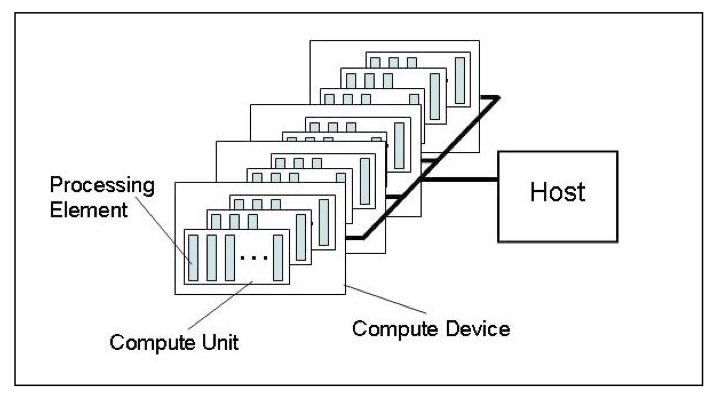 Processing
Element
Host
Compute Unit
Compute Device